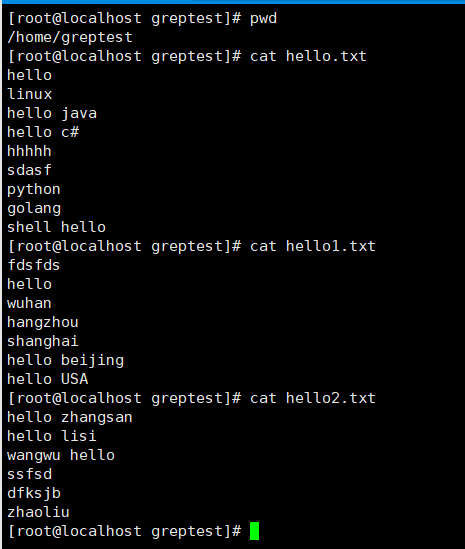 [root@localhost greptest]# pwd
/home/greptest
[root@localhost greptest]# cat hello.txt
hello
linux
hello java
hello c#
hhhhh
sdasf
python
golang
shell hello
[root@localhost greptest]# cat hello1.txt
fdsfds
hello
wuhan
hangzhou
shanghai
hello beijing
hello USA
[root@localhost greptest]# cat hello2.txt
hello zhangsan
hello lisi
wangwu hello
ssfsd
dfksjb
zhaoliu
[root@localhost greptest]#